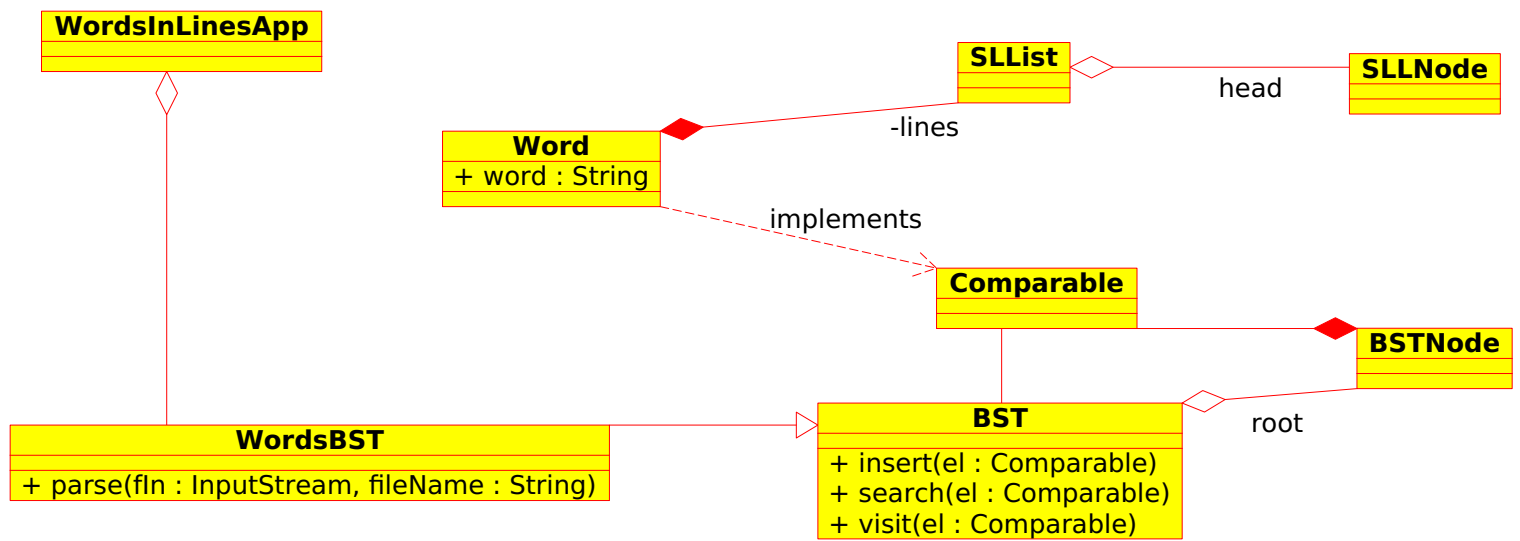 WordsInLinesApp
SLList
SLLNode
head
-lines
Word
+ word : String
implements
Comparable
BSTNode
root
BST
+ insert(el : Comparable)
+ search(el : Comparable)
+ visit(el : Comparable)
WordsBST
+ parse(fIn : InputStream, fileName : String)